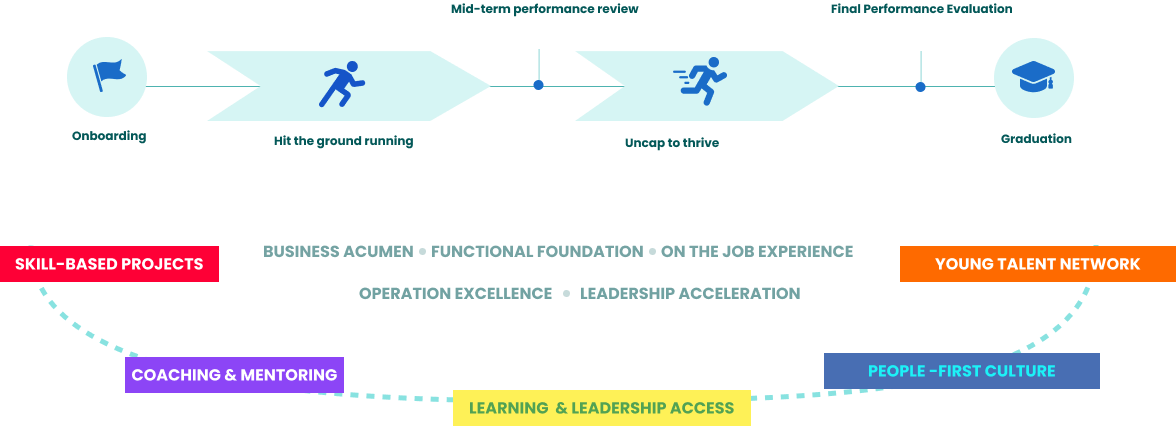 Mid-term performance review
Final Performance Evaluation
Onboarding
Hit the ground running
Uncap to thrive
Graduation
BUSINESS ACUMEN • FUNCTIONAL FOUNDATION • ON THE JOB EXPERIENCE
SKILL-BASED PROJECTS
YOUNG TALENT NETWORK
OPERATION EXCELLENCE • LEADERSHIP ACCELERATION
COACHING & MENTORING
PEOPLE -FIRST CULTURE
LEARNING & LEADERSHIP ACCESS